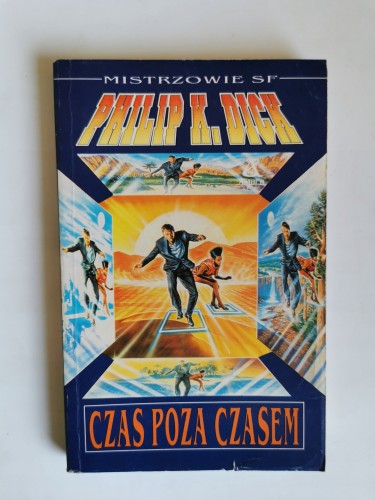 MISTRZOWIE SF
PHILIP K. DICK
CZAS POZA CZASEM